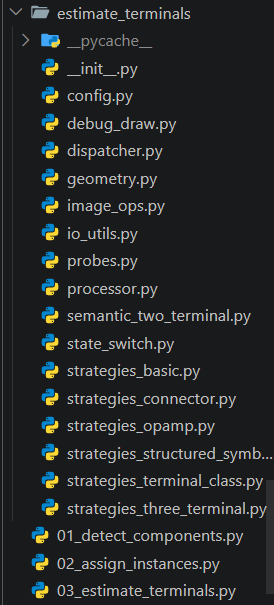 estimate_terminals
__pycache__
__init__.py
config.py
debug_draw.py
dispatcher.py
geometry.py
image_ops.py
io_utils.py
probes.py
processor.py
semantic_two_terminal.py
state_switch.py
strategies_basic.py
strategies_connector.py
strategies_opamp.py
strategies_structured_symb...
strategies_terminal_class.py
strategies_three_terminal.py
01_detect_components.py
02_assign_instances.py
03_estimate_terminals.py